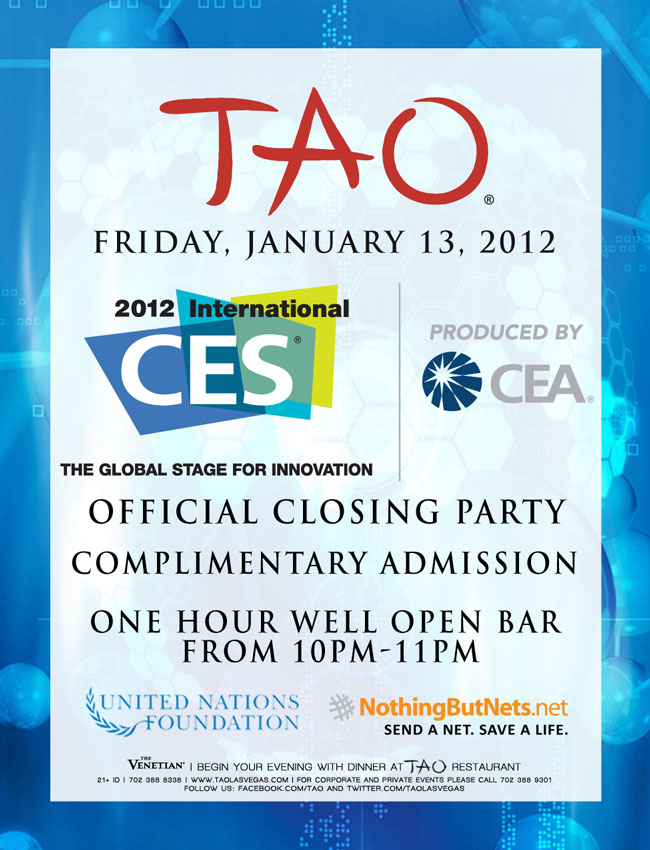 TAO®
FRIDAY, JANUARY 13, 2012
2012 International
CES®
THE GLOBAL STAGE FOR INNOVATION
PRODUCED BY
CEA®
OFFICIAL CLOSING PARTY
COMPLIMENTARY ADMISSION
ONE HOUR WELL OPEN BAR
FROM 10PM-11PM
UNITED NATIONS
FOUNDATION
NothingButNets.net
SEND A NET. SAVE A LIFE.
THE VENETIAN® | BEGIN YOUR EVENING WITH DINNER AT TAO RESTAURANT
21+ ID | 702 388 8338 | WWW.TAOLASVEGAS.COM | FOR CORPORATE AND PRIVATE EVENTS PLEASE CALL 702 388 9301
FOLLOW US: FACEBOOK.COM/TAO AND TWITTER.COM/TAOLASVEGAS